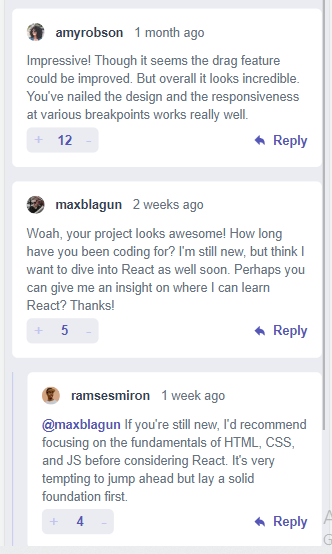 amyrobson 1 month ago
Impressive! Though it seems the drag feature
could be improved. But overall it looks incredible.
You've nailed the design and the responsiveness
at various breakpoints works really well.
+ 12 - Reply
maxblagun 2 weeks ago
Woah, your project looks awesome! How long
have you been coding for? I'm still new, but think I
want to dive into React as well soon. Perhaps you
can give me an insight on where I can learn
React? Thanks!
+ 5 - Reply
ramsesmiron 1 week ago
@maxblagun If you're still new, I'd recommend
focusing on the fundamentals of HTML, CSS,
and JS before considering React. It's very
tempting to jump ahead but lay a solid
foundation first.
+ 4 - Reply